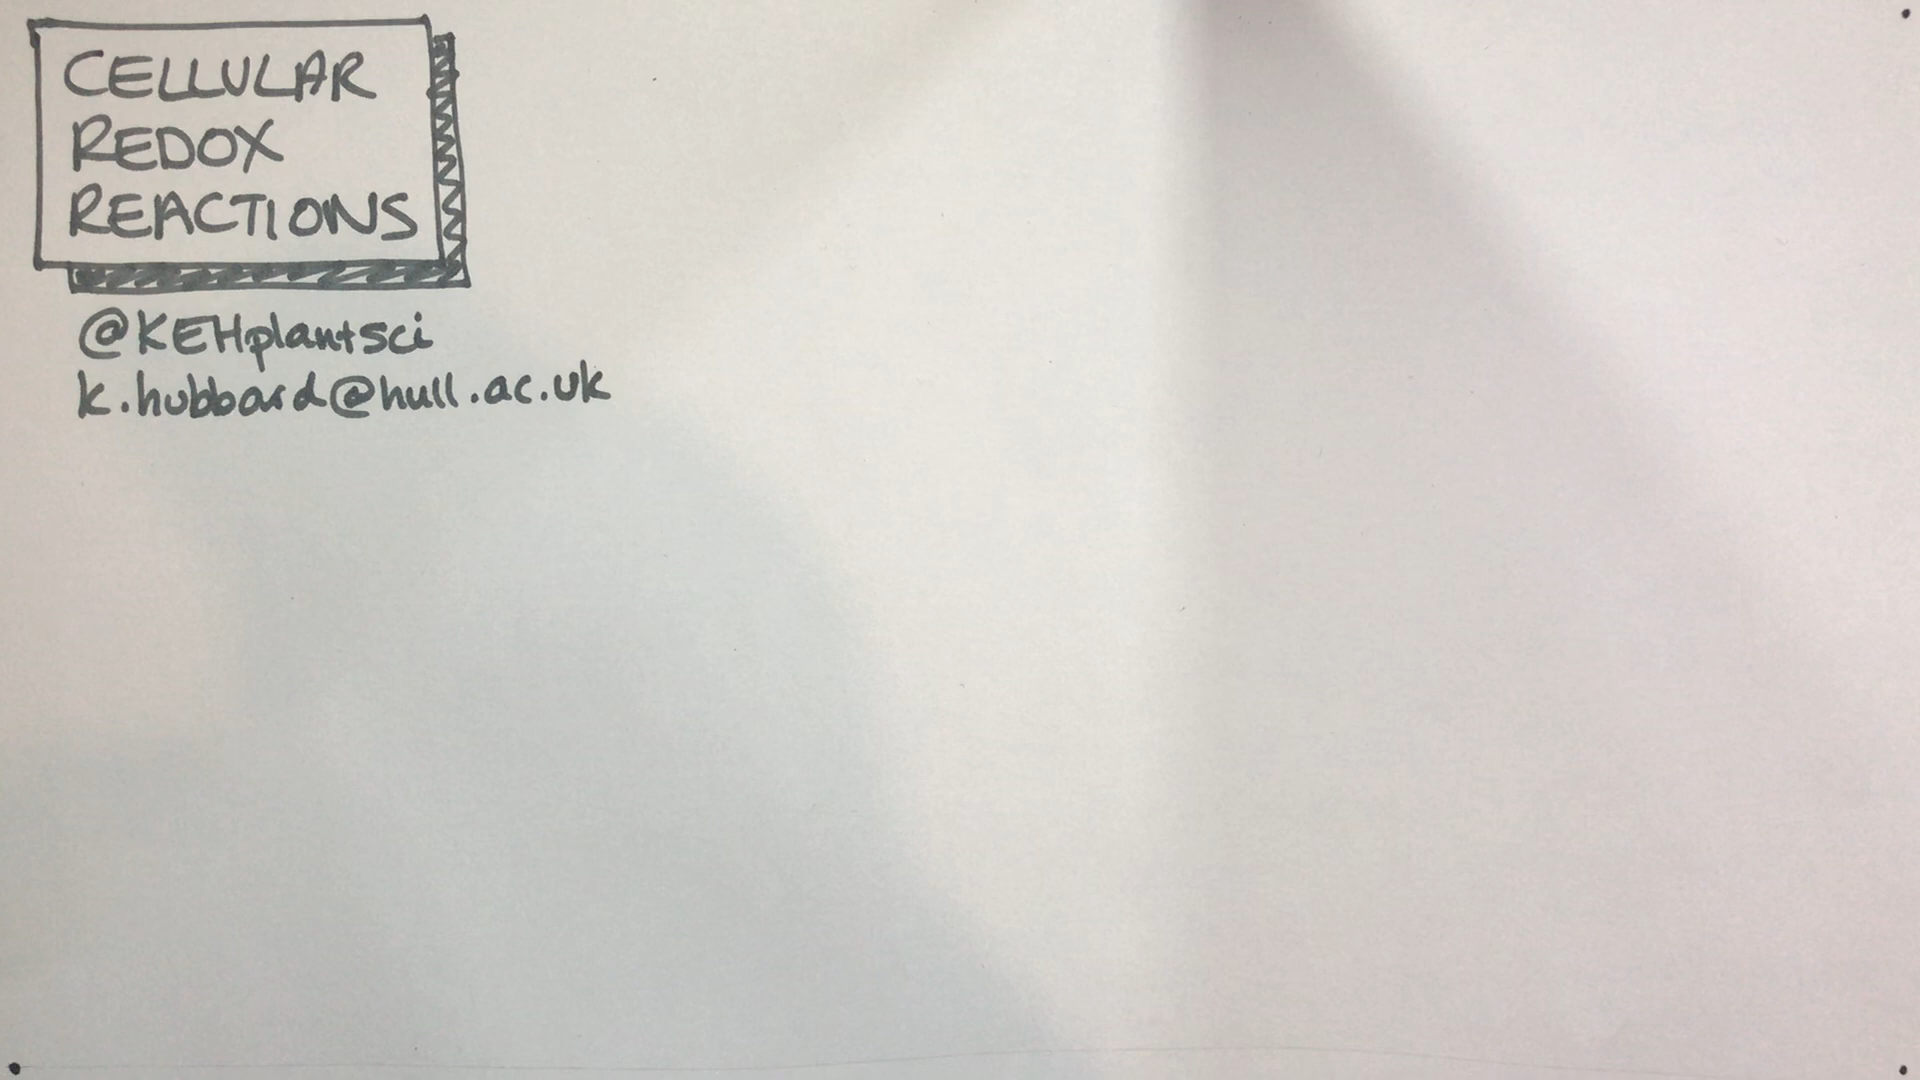 CELLULAR
REDOX
REACTIONS
@KEHplantsci
k.hubbard@hull.ac.uk